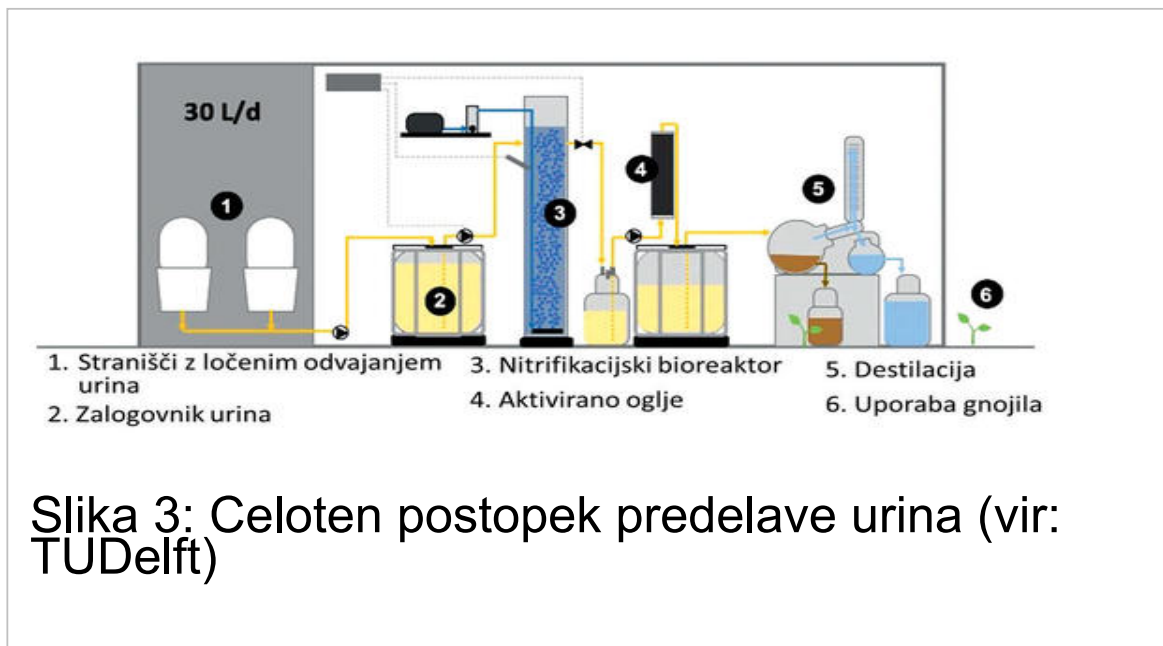 30 L/d
1
2
3
4
5
6
1. Stranišči z ločenim odvajanjem
urina
2. Zalogovnik urina
3. Nitrifikacijski bioreaktor
4. Aktivirano oglje
5. Destilacija
6. Uporaba gnojila
Slika 3: Celoten postopek predelave urina (vir:
TUDelft)